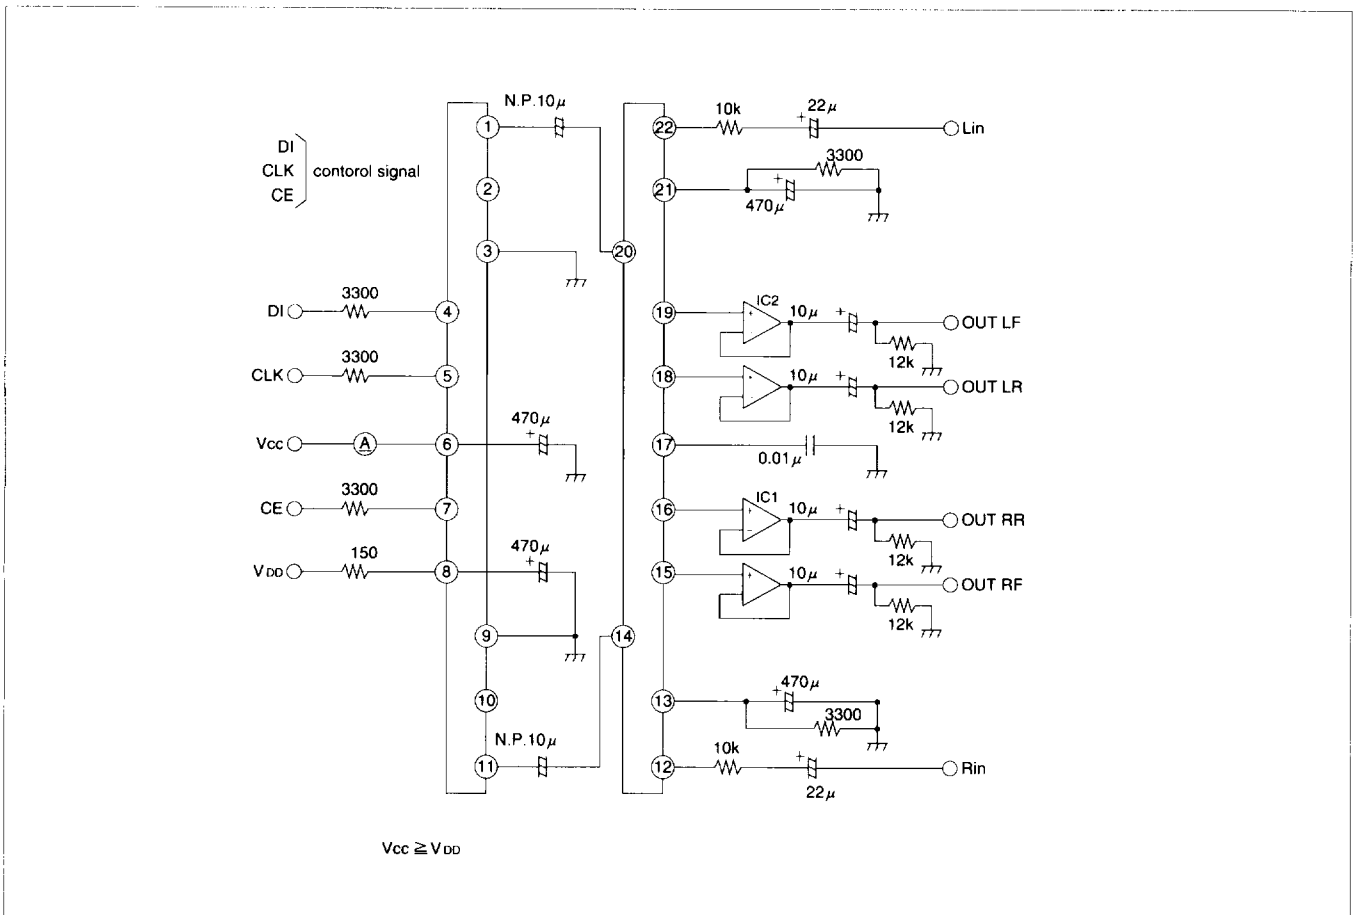 N.P.10μ
10k
22μ
1
22
Lin
DI
CLK
CE
contorol signal
3300
2
21
470μ
3
20
DI
3300
4
19
IC2
10μ
OUT LF
12k
CLK
3300
5
18
10μ
OUT LR
12k
Vcc
A
6
470μ
17
0.01μ
CE
3300
7
16
IC1
10μ
OUT RR
12k
VDD
150
8
470μ
15
10μ
OUT RF
12k
9
14
10
13
470μ
3300
N.P.10μ
11
12
10k
22μ
Rin
Vcc ≧ VDD